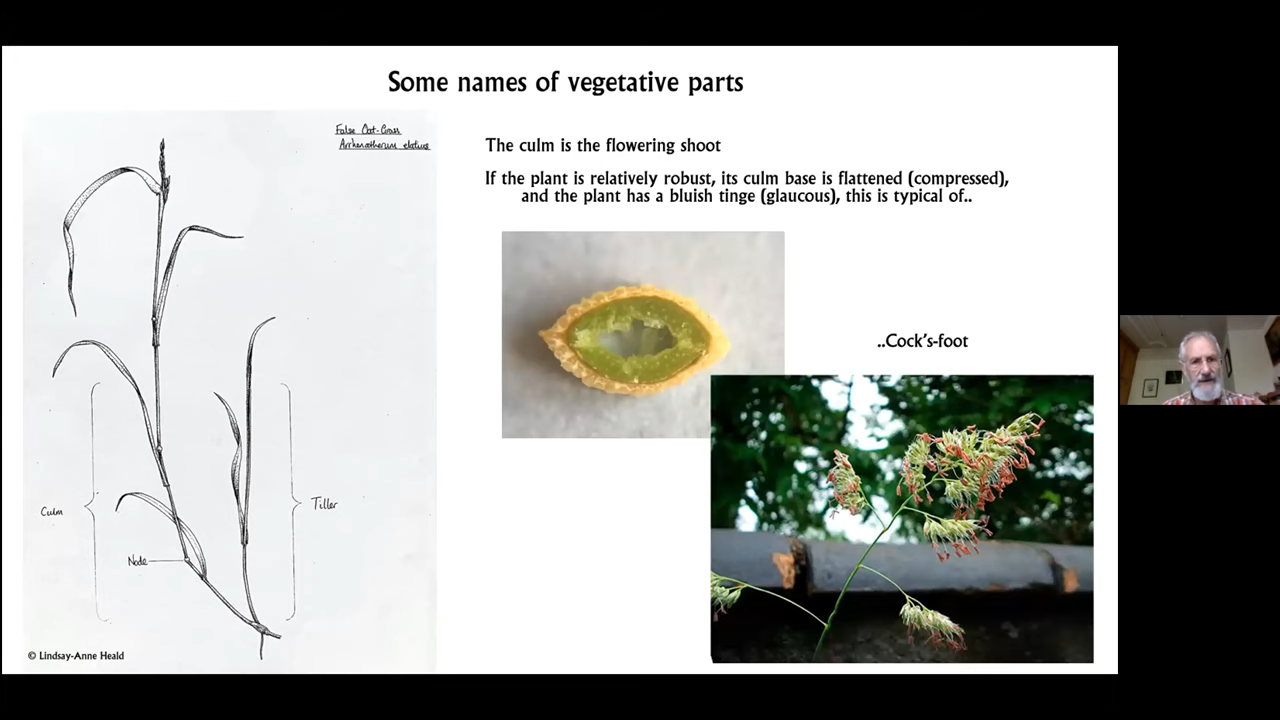 Some names of vegetative parts
False Oat-Grass
Arrhenatherum elatius
The culm is the flowering shoot
If the plant is relatively robust, its culm base is flattened (compressed),
and the plant has a bluish tinge (glaucous), this is typical of..
..Cock's-foot
Culm
Tiller
Node
© Lindsay-Anne Heald